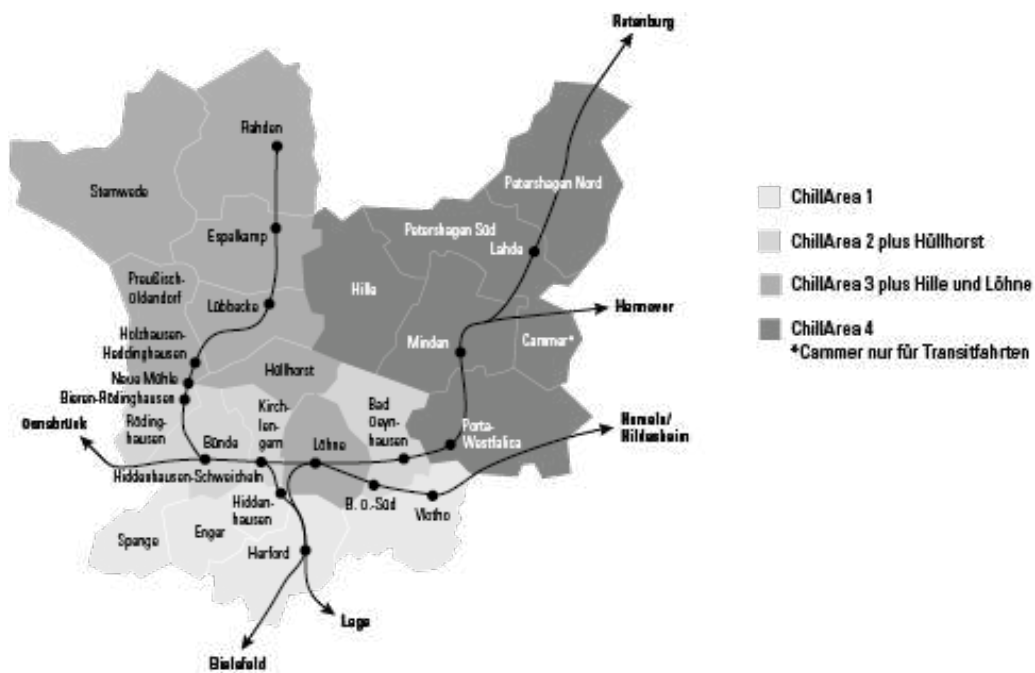 Rotenburg
Rahden
Stemwede
Petershagen Nord
Espelkamp
Petershagen Süd
Lahde
Preußisch-
Oldendorf
Hille
Lübbecke
Hannover
Holzhausen-
Heddinghausen
Minden
Cammer*
Neue Mühle
Hüllhorst
Bieren-Rödinghausen
Osnabrück
Röding-
hausen
Bünde
Kirch-
lengern
Löhne
Bad
Oeyn-
hausen
Porta-
Westfalica
Hameln/
Hildesheim
Hiddenhausen-Schweicheln
Hidden-
hausen
B. O.-Süd
Vlotho
Spenge
Enger
Herford
Lage
Bielefeld
ChillArea 1
ChillArea 2 plus Hüllhorst
ChillArea 3 plus Hille und Löhne
ChillArea 4
*Cammer nur für Transitfahrten